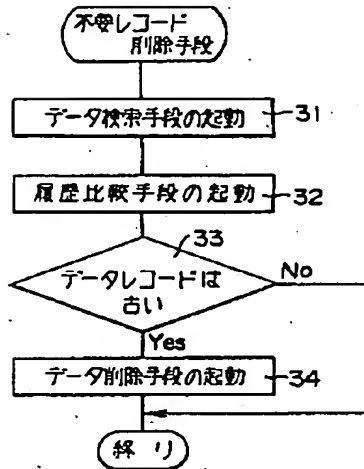 不要レコード
削除手段
データ検索手段の起動
31
履歴比較手段の起動
32
33
データレコードは
古い
No
Yes
データ削除手段の起動
34
終り